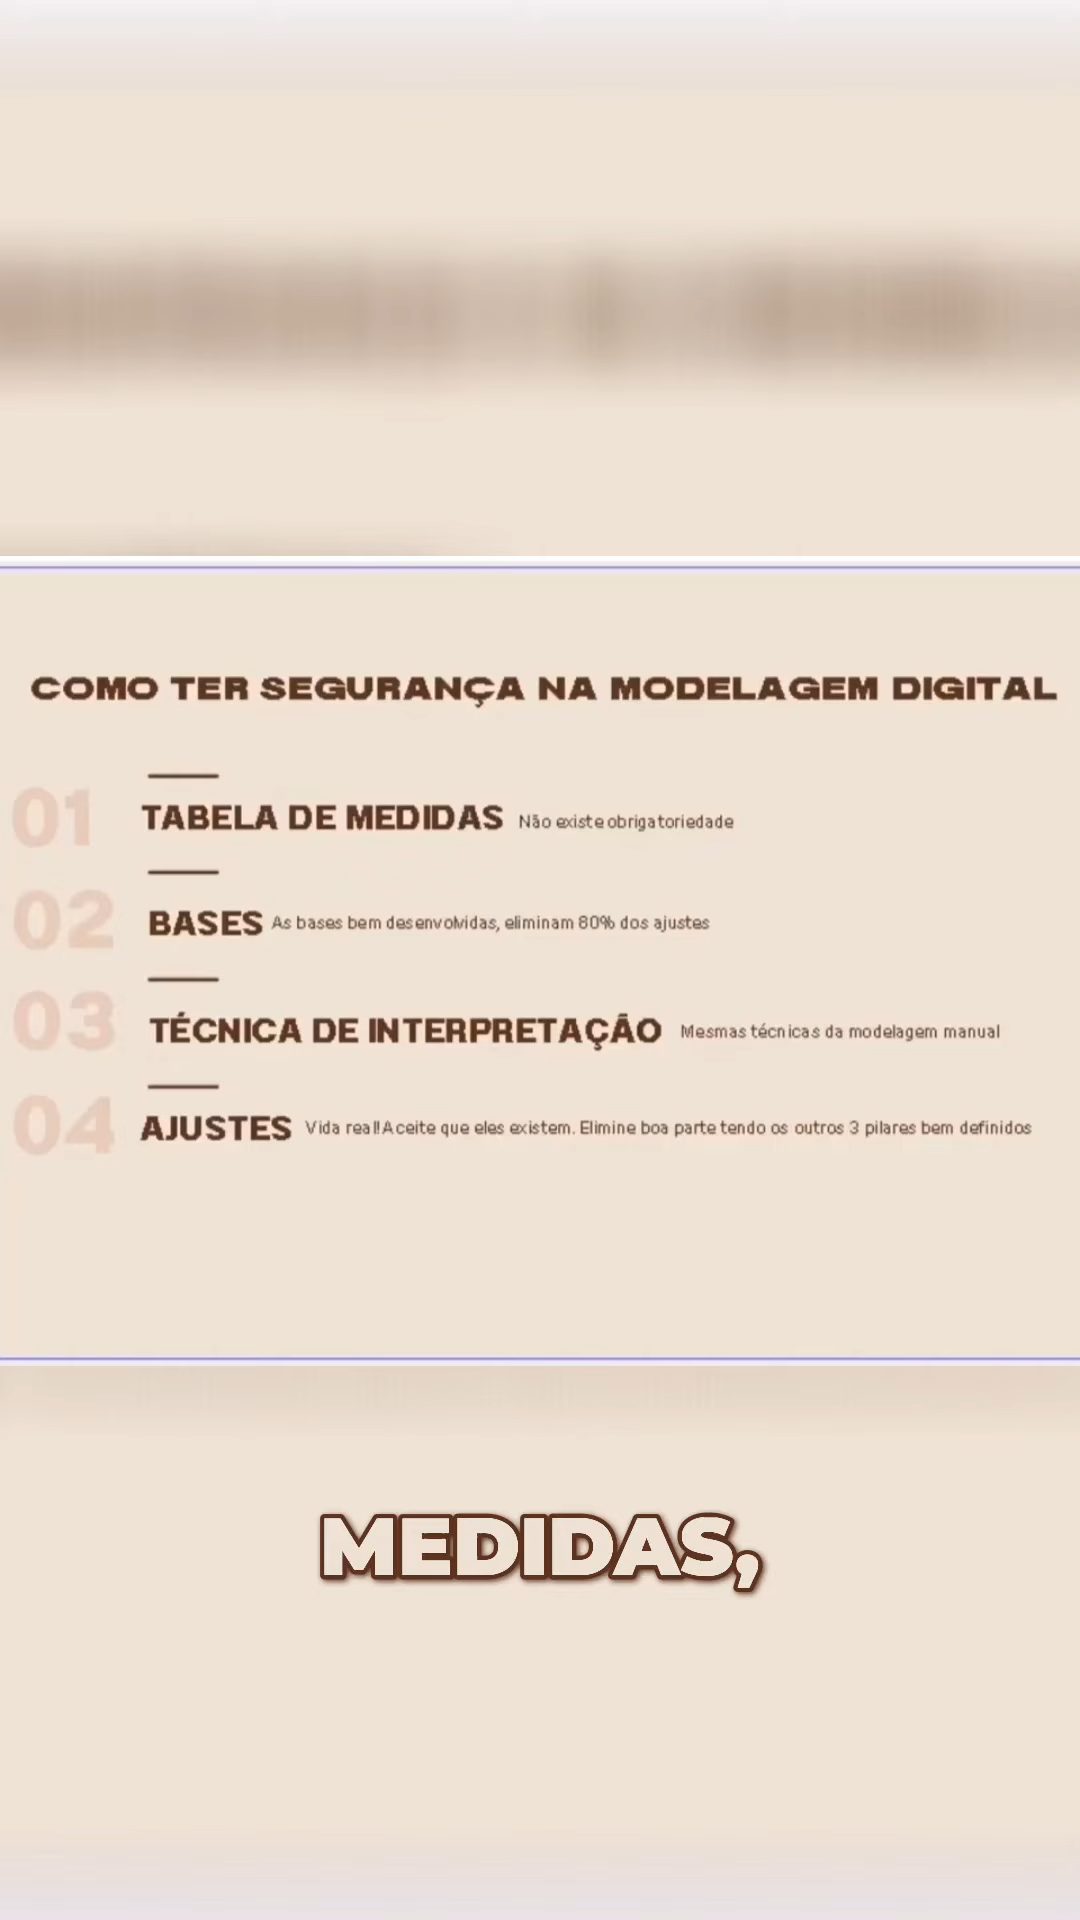 COMO TER SEGURANÇA NA MODELAGEM DIGITAL
01 TABELA DE MEDIDAS Não existe obrigatoriedade
02 BASES As bases bem desenvolvidas, eliminam 80% dos ajustes
03 TÉCNICA DE INTERPRETAÇÃO Mesmas técnicas da modelagem manual
04 AJUSTES Vida real! Aceite que eles existem. Elimine boa parte tendo os outros 3 pilares bem definidos
MEDIDAS,